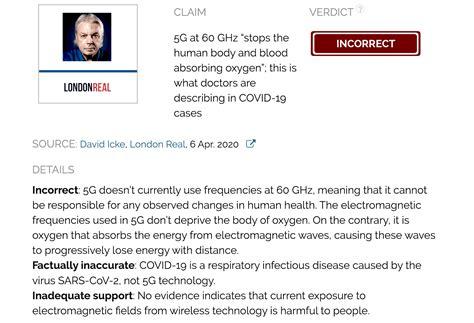 CLAIM
VERDICT ?
5G at 60 GHz "stops the
human body and blood
absorbing oxygen"; this is
what doctors are
describing in COVID-19
cases
INCORRECT
LONDONREAL
SOURCE: David Icke, London Real, 6 Apr. 2020
DETAILS
Incorrect: 5G doesn't currently use frequencies at 60 GHz, meaning that it cannot
be responsible for any observed changes in human health. The electromagnetic
frequencies used in 5G don't deprive the body of oxygen. On the contrary, it is
oxygen that absorbs the energy from electromagnetic waves, causing these waves
to progressively lose energy with distance.
Factually inaccurate: COVID-19 is a respiratory infectious disease caused by the
virus SARS-CoV-2, not 5G technology.
Inadequate support: No evidence indicates that current exposure to
electromagnetic fields from wireless technology is harmful to people.